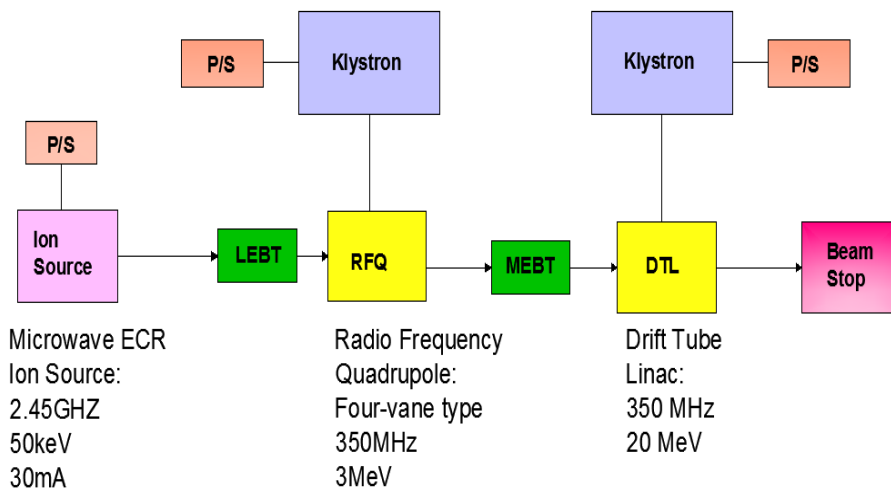 P/S
Klystron
Klystron
P/S
P/S
Ion
Source
LEBT
RFQ
MEBT
DTL
Beam
Stop
Microwave ECR
Ion Source:
2.45GHZ
50keV
30mA
Radio Frequency
Quadrupole:
Four-vane type
350MHz
3MeV
Drift Tube
Linac:
350 MHz
20 MeV